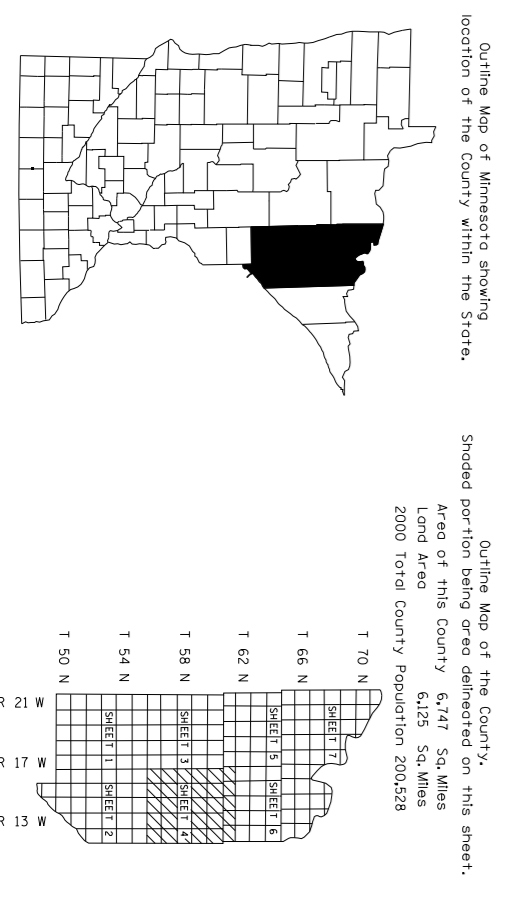 Outline Map of Minnesota showing
location of the County within the State.
Outline Map of the County.
Shaded portion being area delineated on this sheet.
Area of this County 6,747 Sq. Miles
Land Area 6,125 Sq. Miles
2000 Total County Population 200,528
T 70 N
T 66 N
T 62 N
T 58 N
T 54 N
T 50 N
SHEET 7
SHEET 5
SHEET 6
SHEET 3
SHEET 4
SHEET 1
SHEET 2
R 21 W
R 17 W
R 13 W